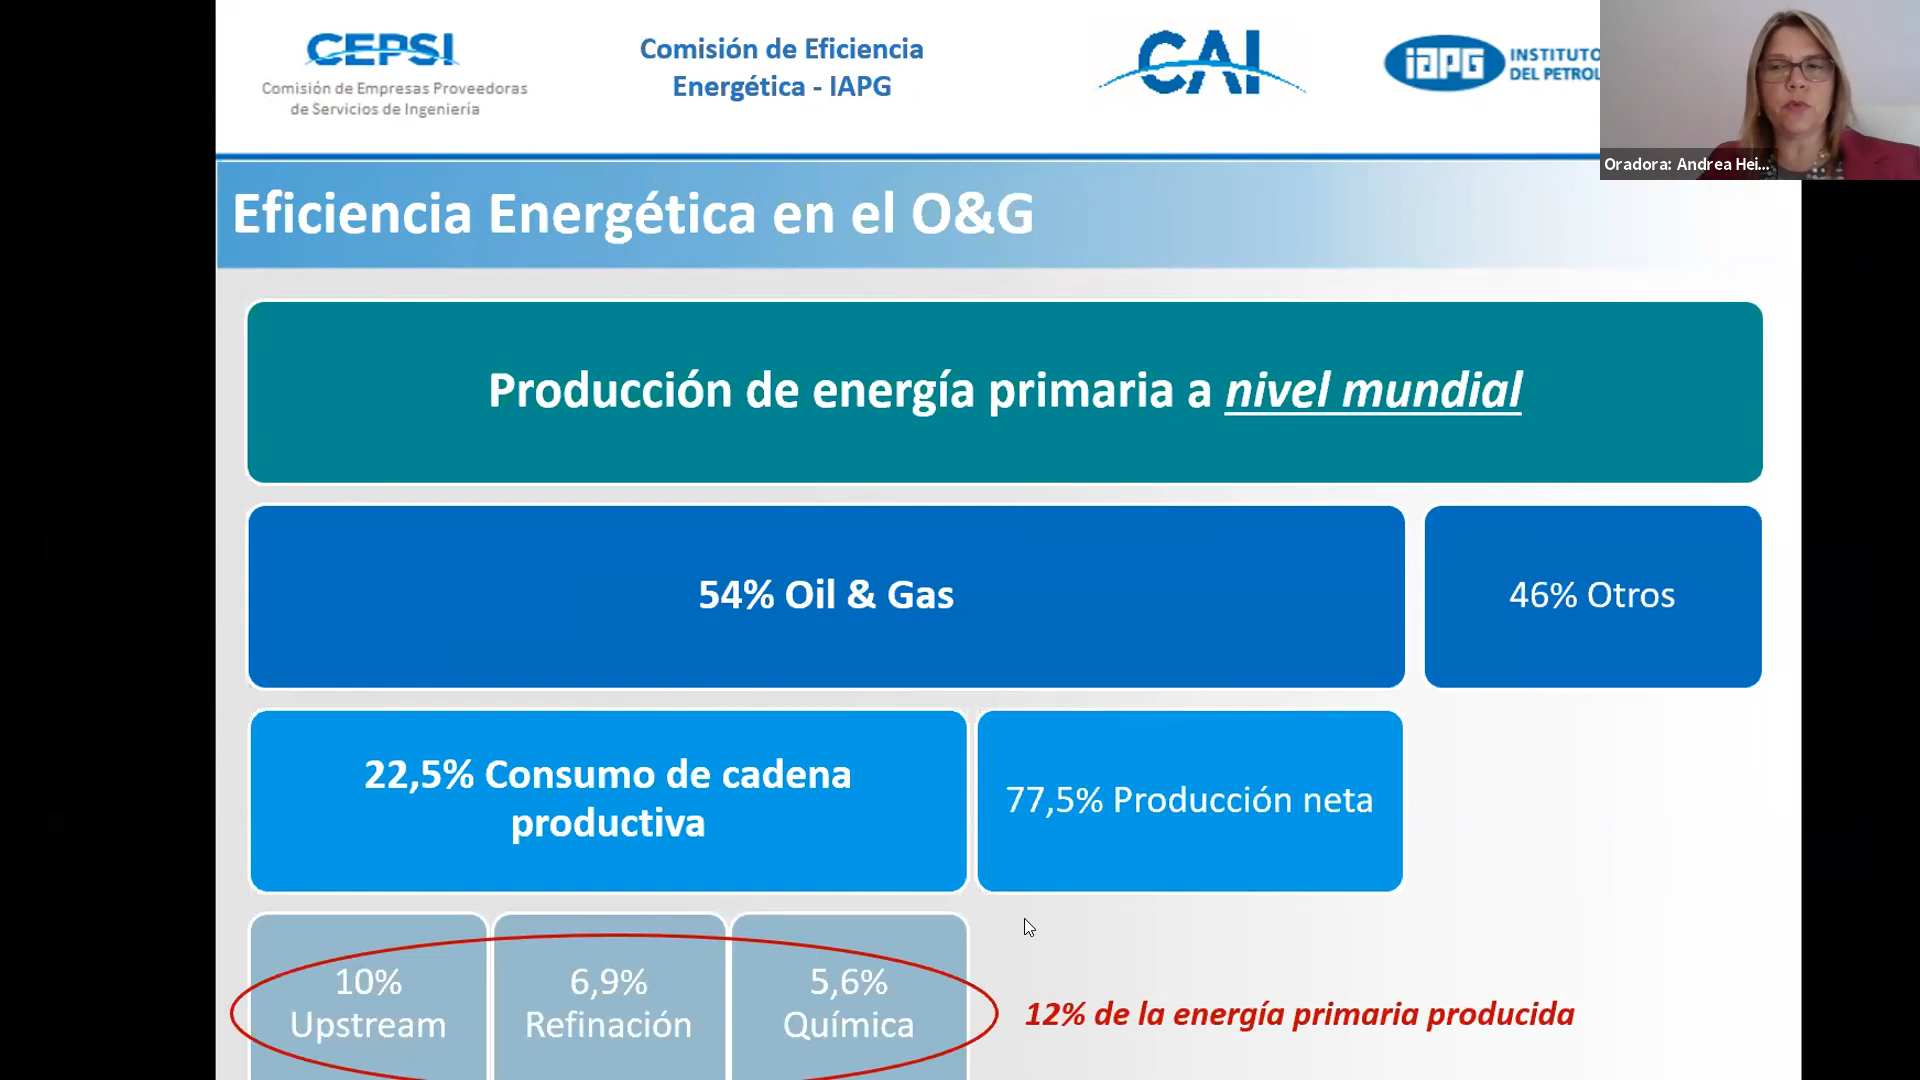 CEPSI
Comisión de Empresas Proveedoras
de Servicios de Ingeniería
Comisión de Eficiencia
Energética - IAPG
CAI
iapg
INSTITUTO
DEL PETROL
Oradora: Andrea Hei...
Eficiencia Energética en el O&G
Producción de energía primaria a nivel mundial
54% Oil & Gas
46% Otros
22,5% Consumo de cadena
productiva
77,5% Producción neta
10%
Upstream
6,9%
Refinación
5,6%
Química
12% de la energía primaria producida